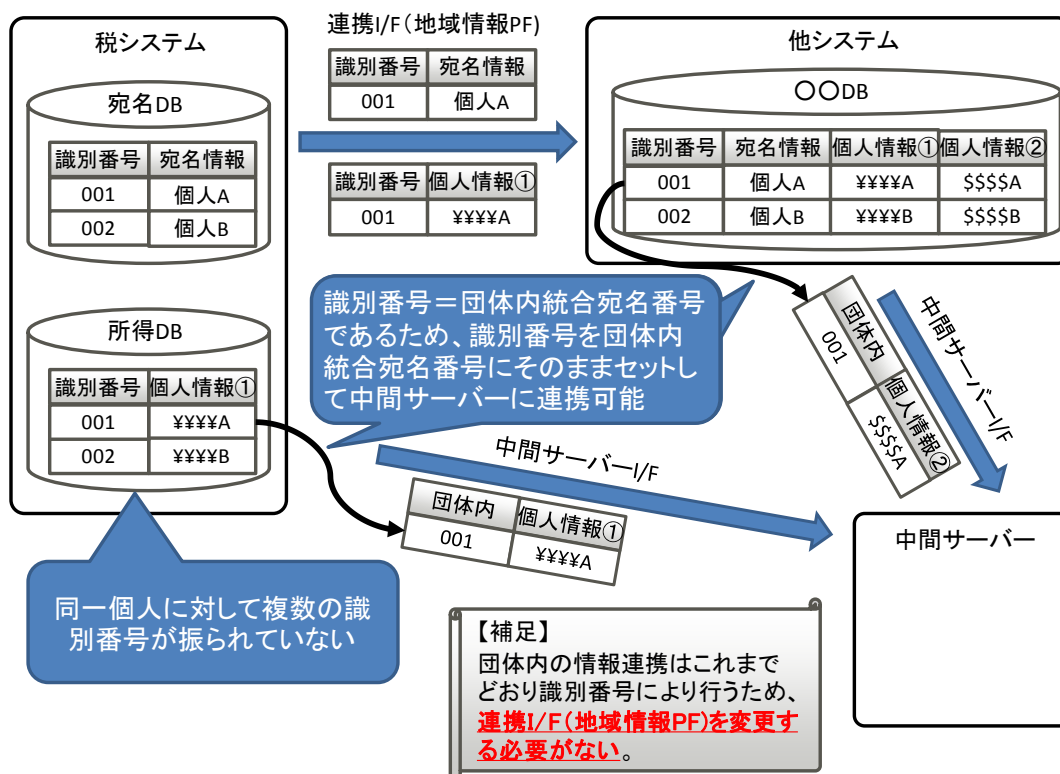 税システム
宛名DB
識別番号 宛名情報
001 個人A
002 個人B
所得DB
識別番号 個人情報①
001 ¥¥¥¥A
002 ¥¥¥¥B
同一個人に対して複数の識
別番号が振られていない
連携I/F(地域情報PF)
識別番号 宛名情報
001 個人A
識別番号 個人情報①
001 ¥¥¥¥A
他システム
〇〇DB
識別番号 宛名情報 個人情報① 個人情報②
001 個人A ¥¥¥¥A $$$$A
002 個人B ¥¥¥¥B $$$$B
識別番号＝団体内統合宛名番号
であるため、識別番号を団体内
統合宛名番号にそのままセットし
て中間サーバーに連携可能
団体内 個人情報②
001 $$$$A
中間サーバーI/F
中間サーバーI/F
団体内 個人情報①
001 ¥¥¥¥A
中間サーバー
【補足】
団体内の情報連携はこれまで
どおり識別番号により行うため、
連携I/F(地域情報PF)を変更す
る必要がない。